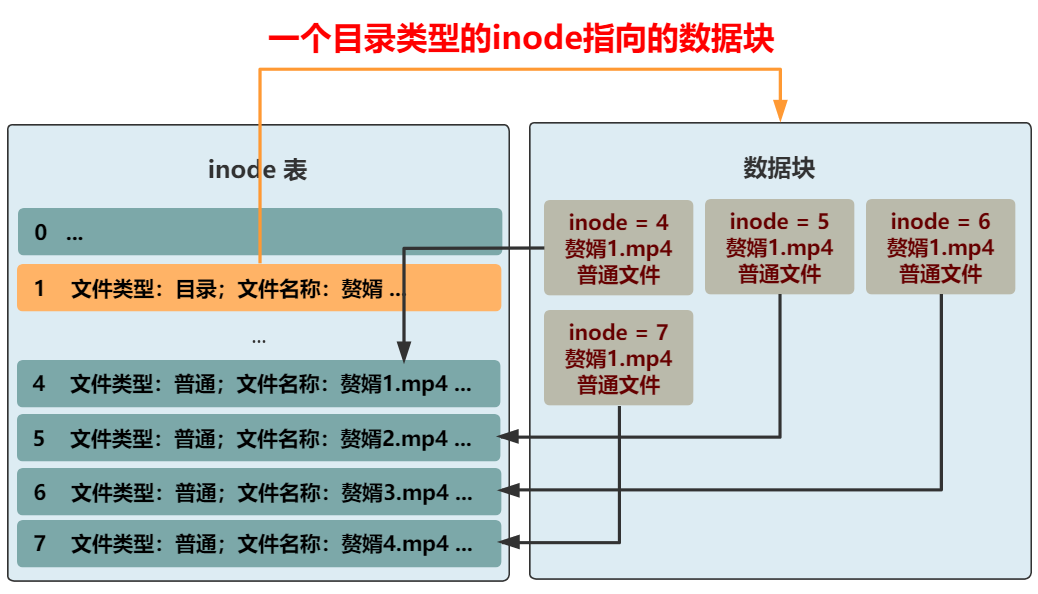 一个目录类型的inode指向的数据块
inode 表
0 ...
1 文件类型：目录；文件名称：赘婿 ...
...
4 文件类型：普通；文件名称：赘婿1.mp4 ...
5 文件类型：普通；文件名称：赘婿2.mp4 ...
6 文件类型：普通；文件名称：赘婿3.mp4 ...
7 文件类型：普通；文件名称：赘婿4.mp4 ...
数据块
inode = 4
赘婿1.mp4
普通文件
inode = 5
赘婿1.mp4
普通文件
inode = 6
赘婿1.mp4
普通文件
inode = 7
赘婿1.mp4
普通文件